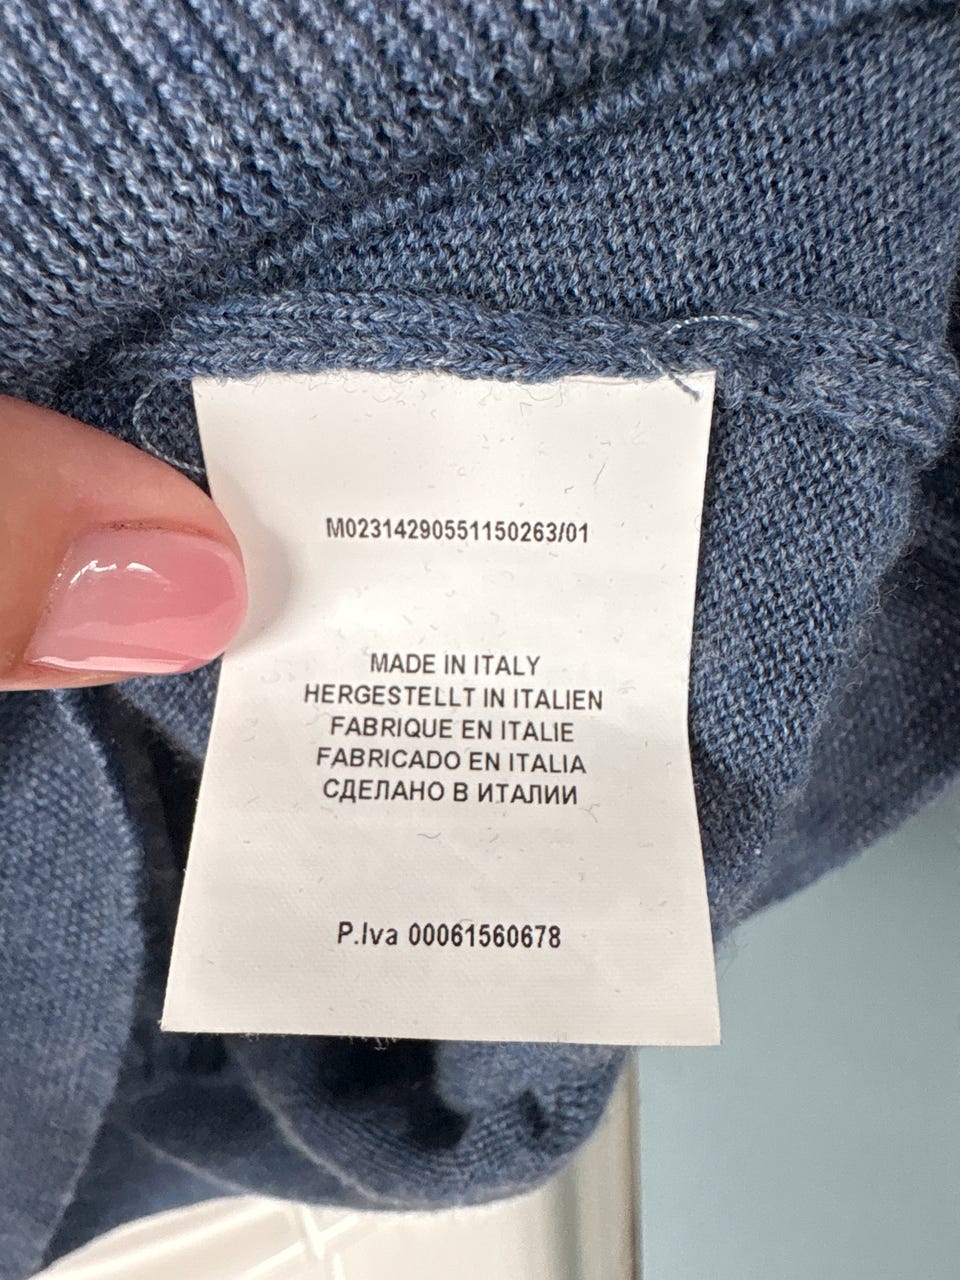 M02314290551150263/01
MADE IN ITALY
HERGESTELLT IN ITALIEN
FABRIQUE EN ITALIE
FABRICADO EN ITALIA
СДЕЛАНО В ИТАЛИИ
P.Iva 00061560678